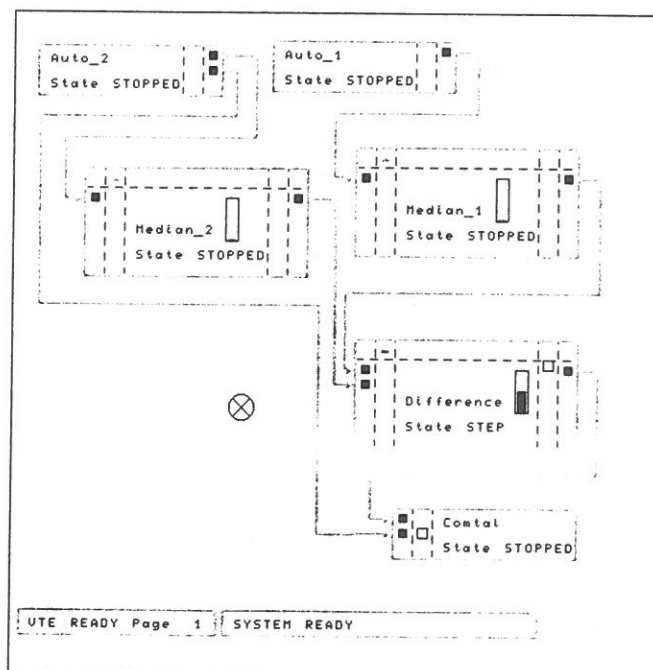 Auto_2
State STOPPED
Auto_1
State STOPPED
Median_2
State STOPPED
Median_1
State STOPPED
Difference
State STEP
Comtal
State STOPPED
VTE READY Page 1
SYSTEM READY